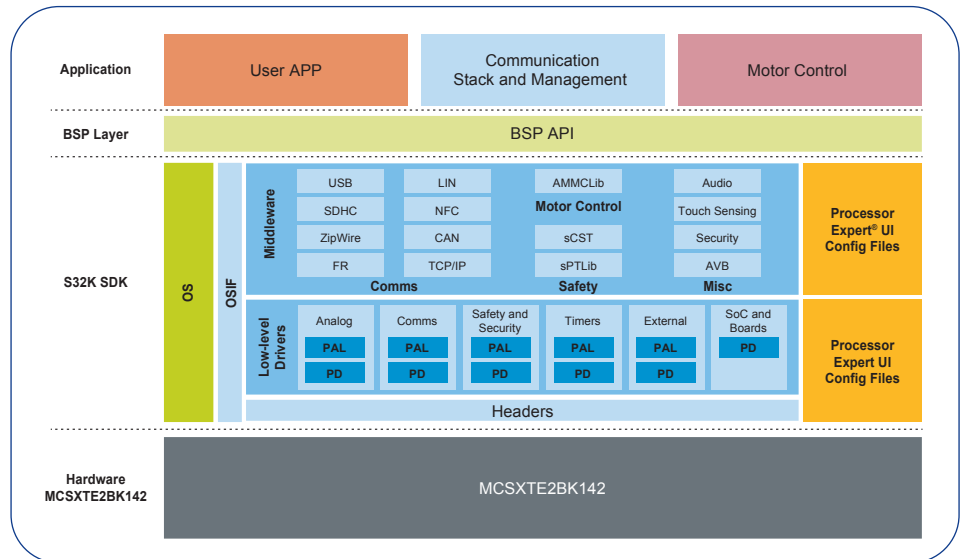 Application
User APP
Communication
Stack and Management
Motor Control
BSP Layer
BSP API
S32K SDK
OS
OSIF
Middleware
USB
LIN
AMMCLib
Audio
SDHC
NFC
Motor Control
Touch Sensing
ZipWire
CAN
sCST
Security
FR
TCP/IP
sPTLib
AVB
Comms
Safety
Misc
Processor
Expert® UI
Config Files
Low-level
Drivers
Analog
PAL
PD
Comms
PAL
PD
Safety and
Security
PAL
PD
Timers
PAL
PD
External
PAL
PD
SoC and
Boards
PD
Processor
Expert UI
Config Files
Headers
Hardware
MCSXTE2BK142
MCSXTE2BK142